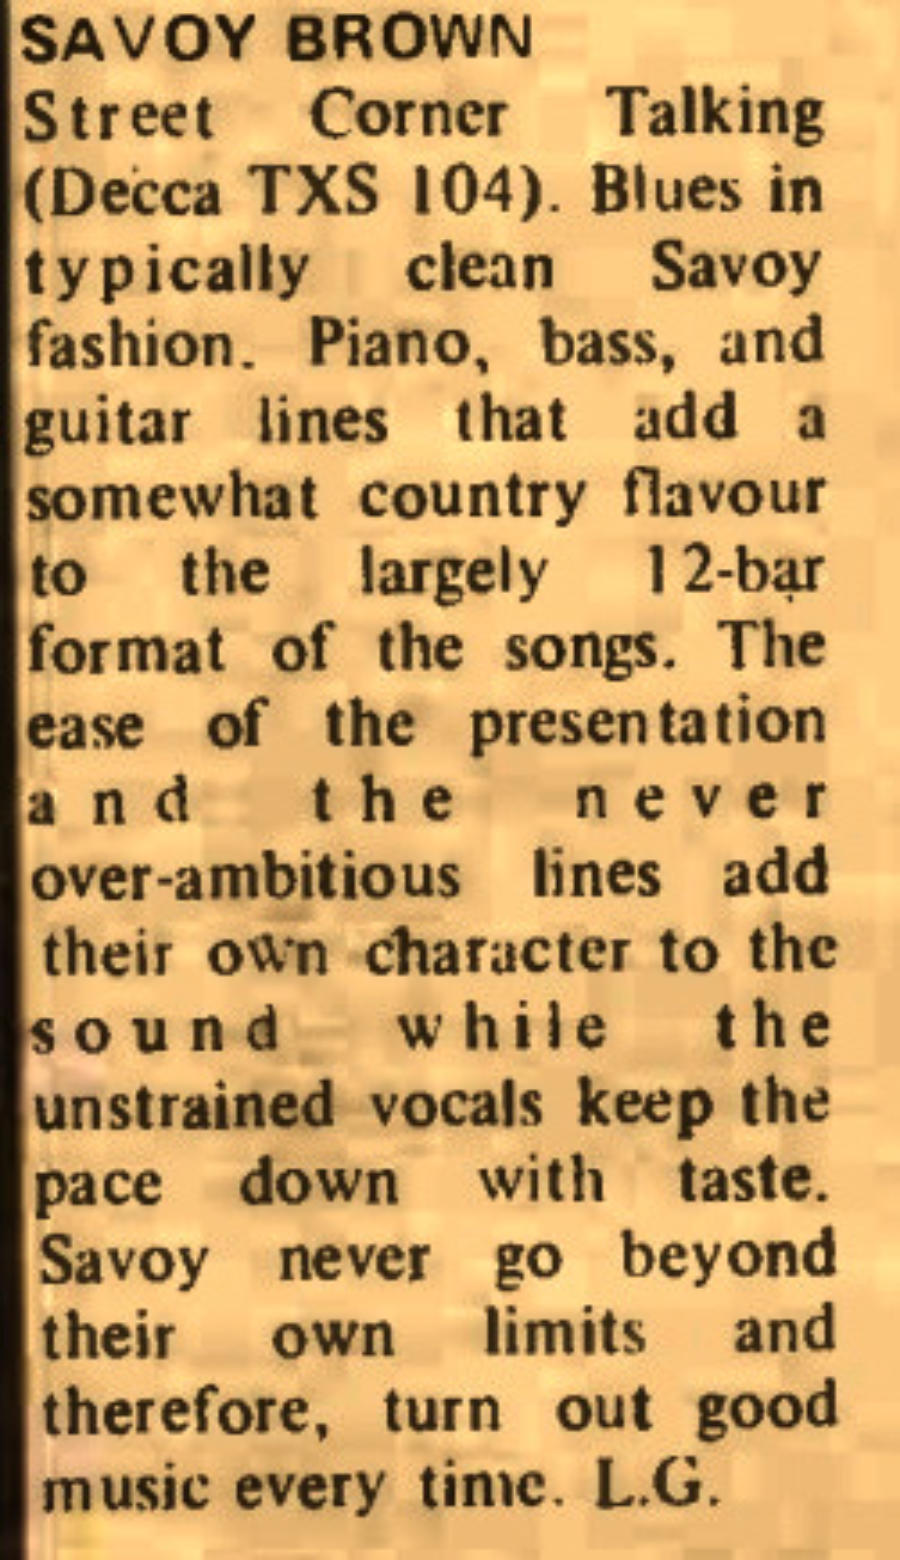 SAVOY BROWN
Street Corner Talking
(Decca TXS 104). Blues in
typically clean Savoy
fashion. Piano, bass, and
guitar lines that add a
somewhat country flavour
to the largely 12-bar
format of the songs. The
ease of the presentation
and the never
over-ambitious lines add
their own character to the
sound while the
unstrained vocals keep the
pace down with taste.
Savoy never go beyond
their own limits and
therefore, turn out good
music every time. L.G.